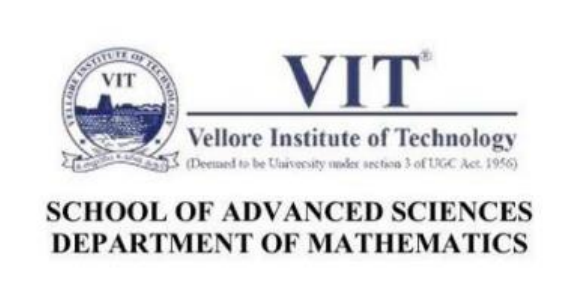 VELLORE INSTITUTE OF TECHNOLOGY
VIT
VIT®
Vellore Institute of Technology
(Deemed to be University under section 3 of UGC Act, 1956)
SCHOOL OF ADVANCED SCIENCES
DEPARTMENT OF MATHEMATICS